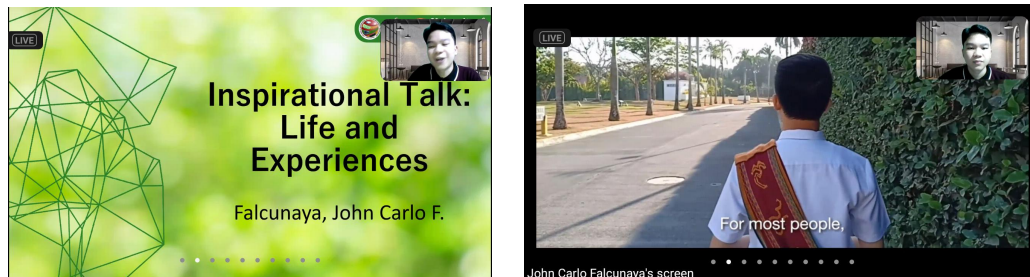 LIVE
Inspirational Talk:
Life and
Experiences
Falcunaya, John Carlo F.
LIVE
For most people,
John Carlo Falcunaya's screen